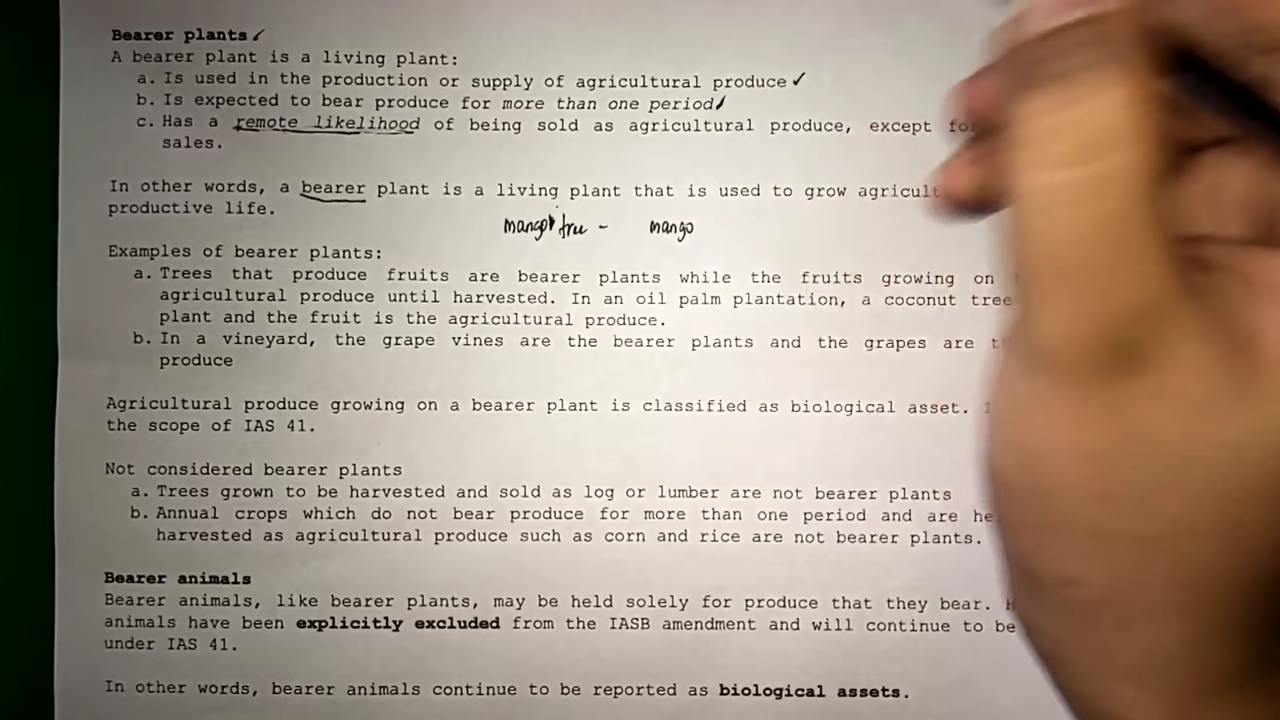 Bearer plants
A bearer plant is a living plant:
a. Is used in the production or supply of agricultural produce
b. Is expected to bear produce for more than one period
c. Has a remote likelihood of being sold as agricultural produce, except
sales.
In other words, a bearer plant is a living plant that is used to grow
productive life.
mango tree - mango
Examples of bearer plants:
a. Trees that produce fruits are bearer plants while the fruits growing on
agricultural produce until harvested. In an oil palm plantation, a coconut tree
plant and the fruit is the agricultural produce.
b. In a vineyard, the grape vines are the bearer plants and the grapes are
produce
Agricultural produce growing on a bearer plant is classified as biological asset.
the scope of IAS 41.
Not considered bearer plants
a. Trees grown to be harvested and sold as log or lumber are not bearer plants
b. Annual crops which do not bear produce for more than one period and are
harvested as agricultural produce such as corn and rice are not bearer plants.
Bearer animals
Bearer animals, like bearer plants, may be held solely for produce that they bear.
animals have been explicitly excluded from the IASB amendment and will continue to be
under IAS 41.
In other words, bearer animals continue to be reported as biological assets.